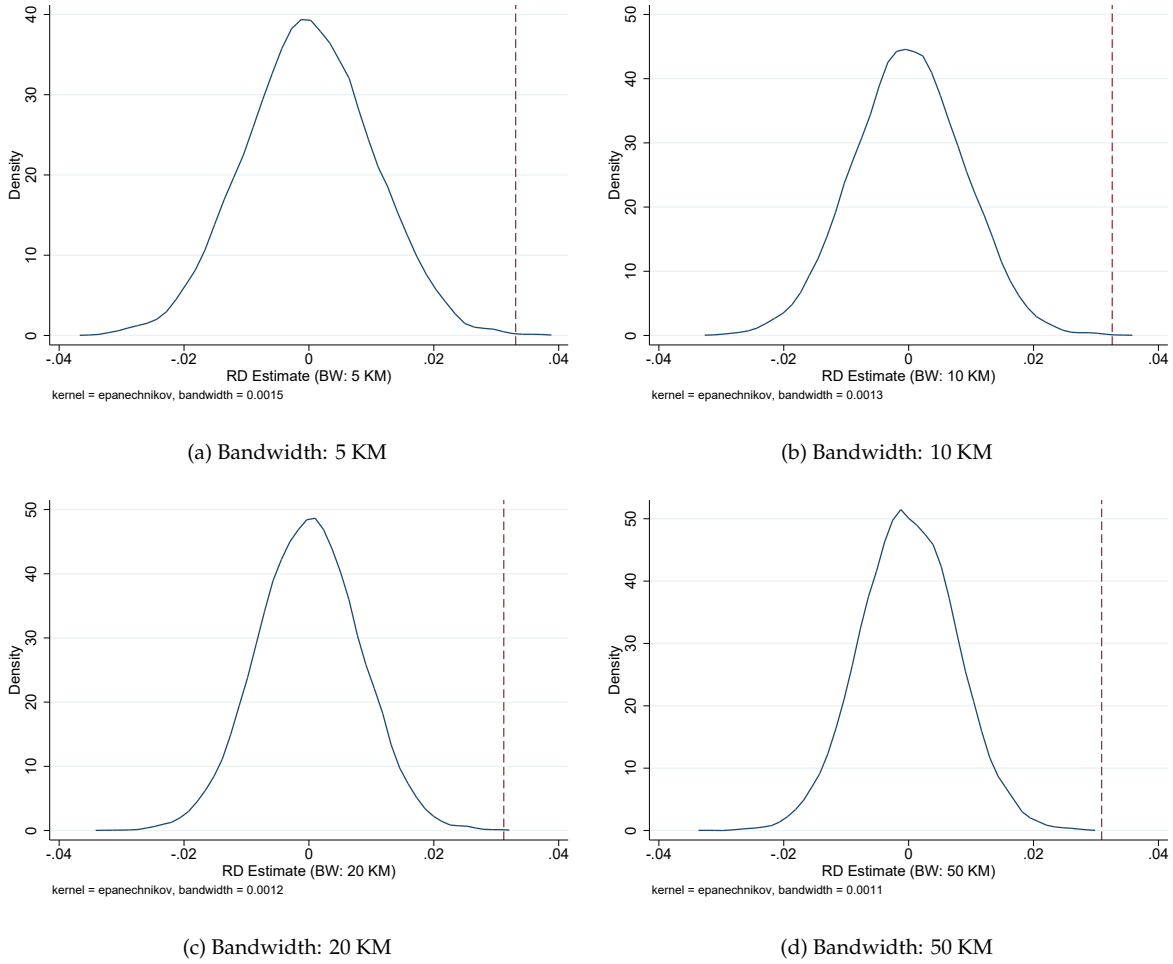 40
30
20
10
0
Density
-.04 -.02 0 .02 .04
RD Estimate (BW: 5 KM)
kernel = epanechnikov, bandwidth = 0.0015
(a) Bandwidth: 5 KM
50
40
30
20
10
0
Density
-.04 -.02 0 .02 .04
RD Estimate (BW: 10 KM)
kernel = epanechnikov, bandwidth = 0.0013
(b) Bandwidth: 10 KM
50
40
30
20
10
0
Density
-.04 -.02 0 .02 .04
RD Estimate (BW: 20 KM)
kernel = epanechnikov, bandwidth = 0.0012
(c) Bandwidth: 20 KM
50
40
30
20
10
0
Density
-.04 -.02 0 .02 .04
RD Estimate (BW: 50 KM)
kernel = epanechnikov, bandwidth = 0.0011
(d) Bandwidth: 50 KM